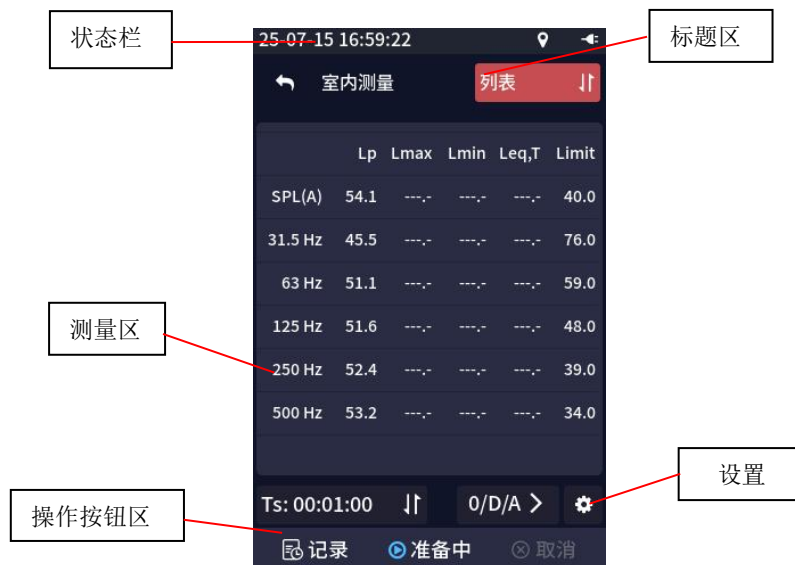 状态栏
25-07-15 16:59:22
标题区
室内测量
列表
Lp Lmax Lmin Leq,T Limit
SPL(A) 54.1 ---.- ---.- ---.- 40.0
31.5 Hz 45.5 ---.- ---.- ---.- 76.0
63 Hz 51.1 ---.- ---.- ---.- 59.0
测量区
125 Hz 51.6 ---.- ---.- ---.- 48.0
250 Hz 52.4 ---.- ---.- ---.- 39.0
500 Hz 53.2 ---.- ---.- ---.- 34.0
设置
Ts: 00:01:00 0/D/A
操作按钮区
记录 准备中 取消